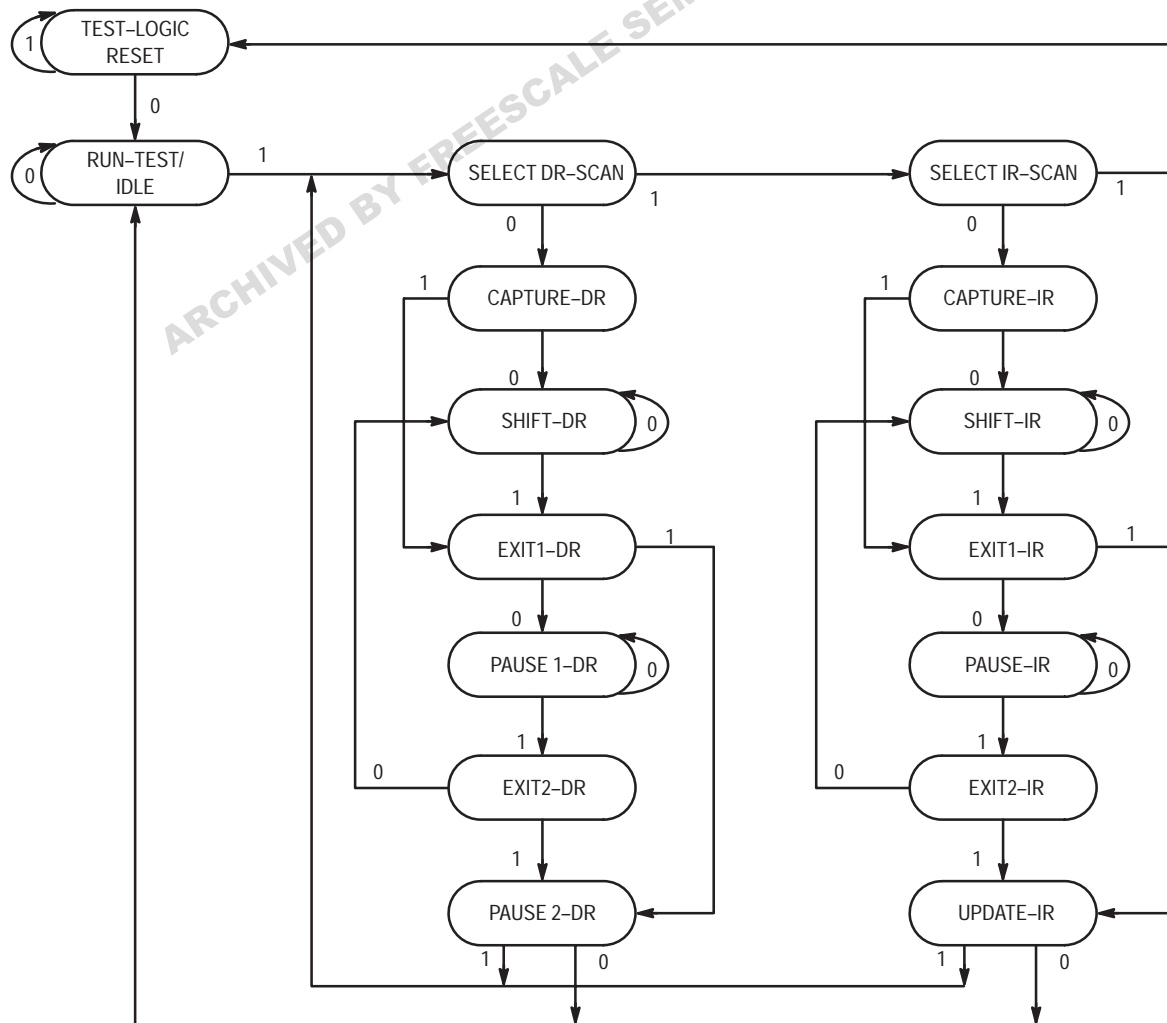 TEST–LOGIC
RESET
1
0
RUN–TEST/
IDLE
0
1
SELECT DR–SCAN
1
0
SELECT IR–SCAN
1
0
CAPTURE–DR
1
0
CAPTURE–IR
1
0
SHIFT–DR
0
1
SHIFT–IR
0
1
EXIT1–DR
1
0
EXIT1–IR
1
0
PAUSE 1–DR
0
1
PAUSE–IR
0
1
EXIT2–DR
0
1
EXIT2–IR
0
1
PAUSE 2–DR
1
0
UPDATE–IR
1
0
ARCHIVED BY FREESCALE